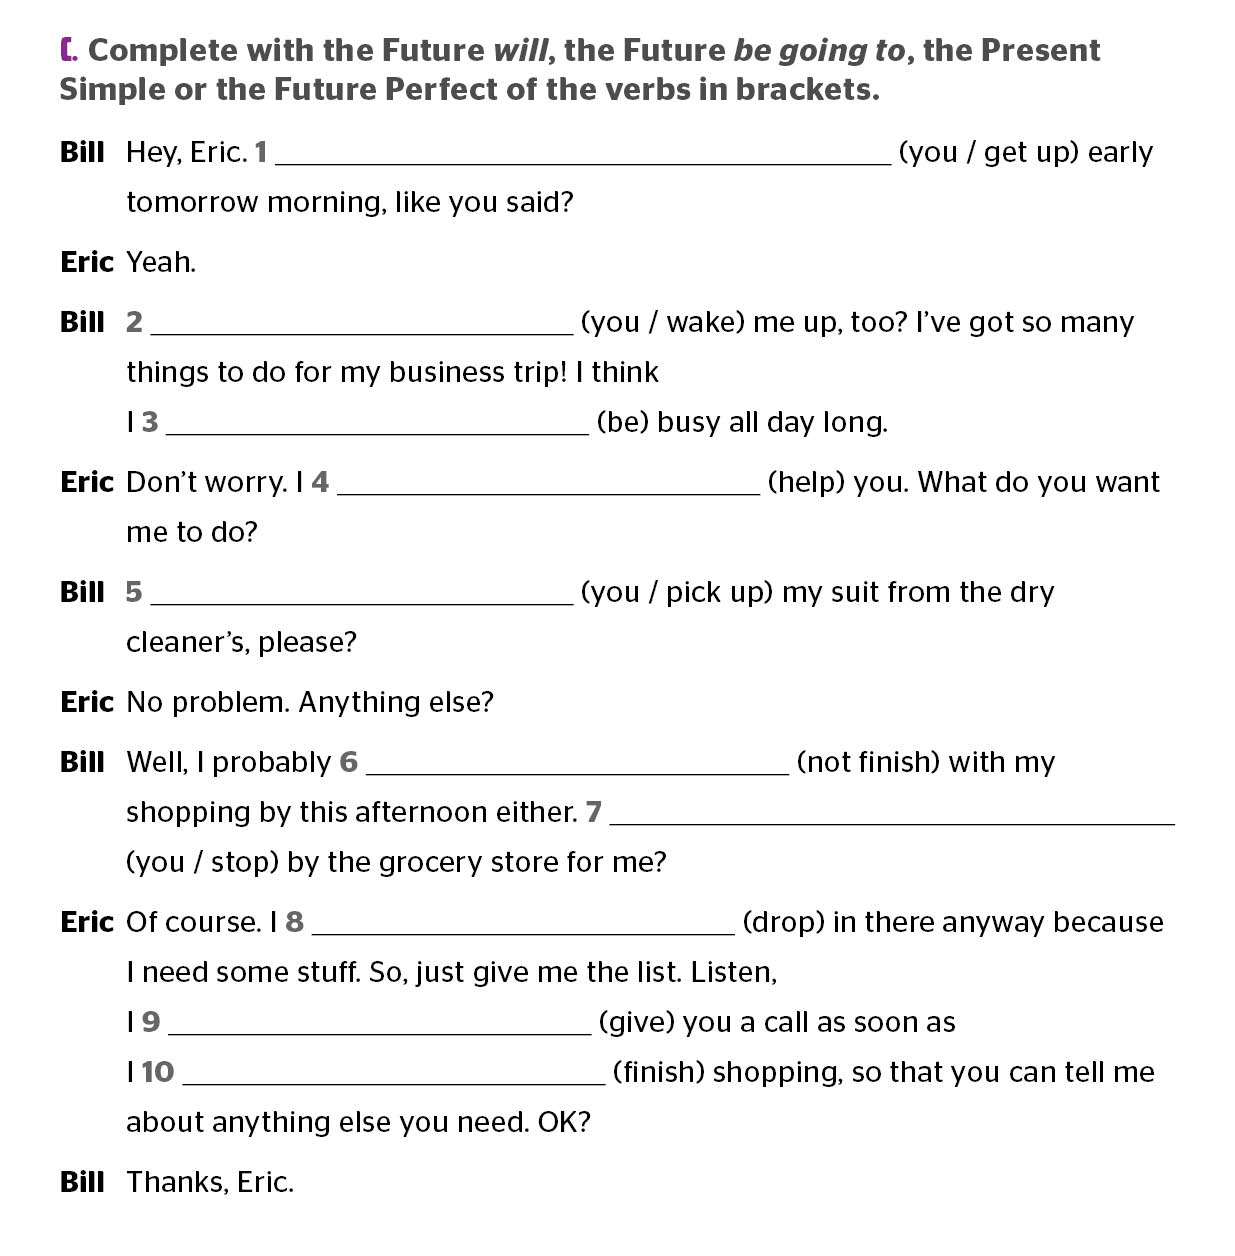 C. Complete with the Future will, the Future be going to, the Present
Simple or the Future Perfect of the verbs in brackets.
Bill Hey, Eric. 1 ______________________ (you / get up) early
tomorrow morning, like you said?
Eric Yeah.
Bill 2 ______________________ (you / wake) me up, too? I’ve got so many
things to do for my business trip! I think
I 3 ______________________ (be) busy all day long.
Eric Don’t worry. I 4 ______________________ (help) you. What do you want
me to do?
Bill 5 ______________________ (you / pick up) my suit from the dry
cleaner’s, please?
Eric No problem. Anything else?
Bill Well, I probably 6 ______________________ (not finish) with my
shopping by this afternoon either. 7 ______________________
(you / stop) by the grocery store for me?
Eric Of course. I 8 ______________________ (drop) in there anyway because
I need some stuff. So, just give me the list. Listen,
I 9 ______________________ (give) you a call as soon as
I 10 ______________________ (finish) shopping, so that you can tell me
about anything else you need. OK?
Bill Thanks, Eric.